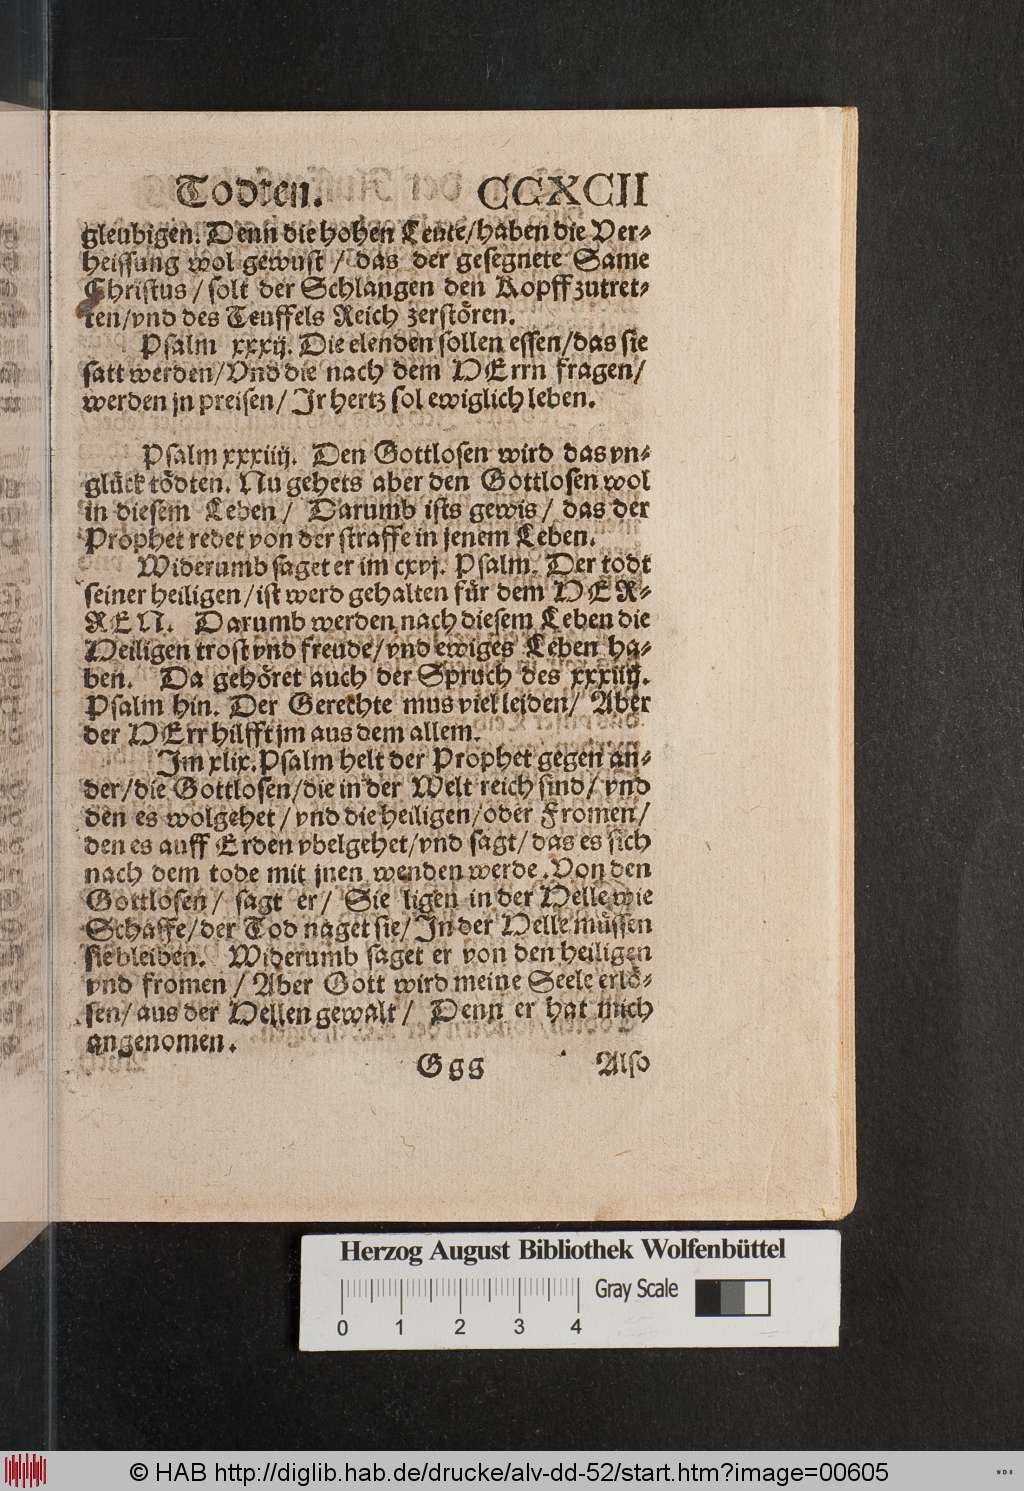 Todten. CCXCII
gleubigen. Denn die hohen Leute/haben die Ver⸗
heissung wol gewust / das der gesegnete Same
Christus / solt der Schlangen den Kopff zutret⸗
ten/vnd des Teuffels Reich zerstören.
Psalm xxxij. Die elenden sollen essen/das sie
satt werden/Vnd die nach dem HErrn fragen/
werden jn preisen/ Jr hertz sol ewiglich leben.
Psalm xxxiiij. Den Gottlosen wird das vn⸗
glück tödten. Nu gehets aber den Gottlosen wol
in diesem Leben/ Darumb ists gewis/ das der
Prophet redet von der straffe in jenem Leben.
Widerumb saget er im cxvj. Psalm. Der todt
seiner heiligen/ist werd gehalten für dem HER⸗
REN. Darumb werden nach diesem Leben die
Heiligen trost vnd freude/vnd ewiges Leben ha⸗
ben. Da gehöret auch der Spruch des xxxiiij.
Psalm hin. Der Gerechte mus viel leiden/ Aber
der HErr hilfft jm aus dem allem.
Im xlix. Psalm helt der Prophet gegen an⸗
der/die Gottlosen/die in der Welt reich sind/ vnd
den es wolgehet/vnd die heiligen/oder Fromen/
den es auff Erden vbelgehet/vnd sagt/das es sich
nach dem tode mit jnen wenden werde. Von den
Gottlosen/ sagt er/ Sie ligen in der Helle wie
Schaffe/der Tod naget sie/In der Helle müssen
sie bleiben. Widerumb saget er von den heiligen
vnd fromen / Aber Gott wird meine Seele erlö⸗
sen/aus der Hellen gewalt / Denn er hat mich
angenomen.
Ggg Also
Herzog August Bibliothek Wolfenbüttel
Gray Scale
0 1 2 3 4
© HAB http://diglib.hab.de/drucke/alv-dd-52/start.htm?image=00605
WDB